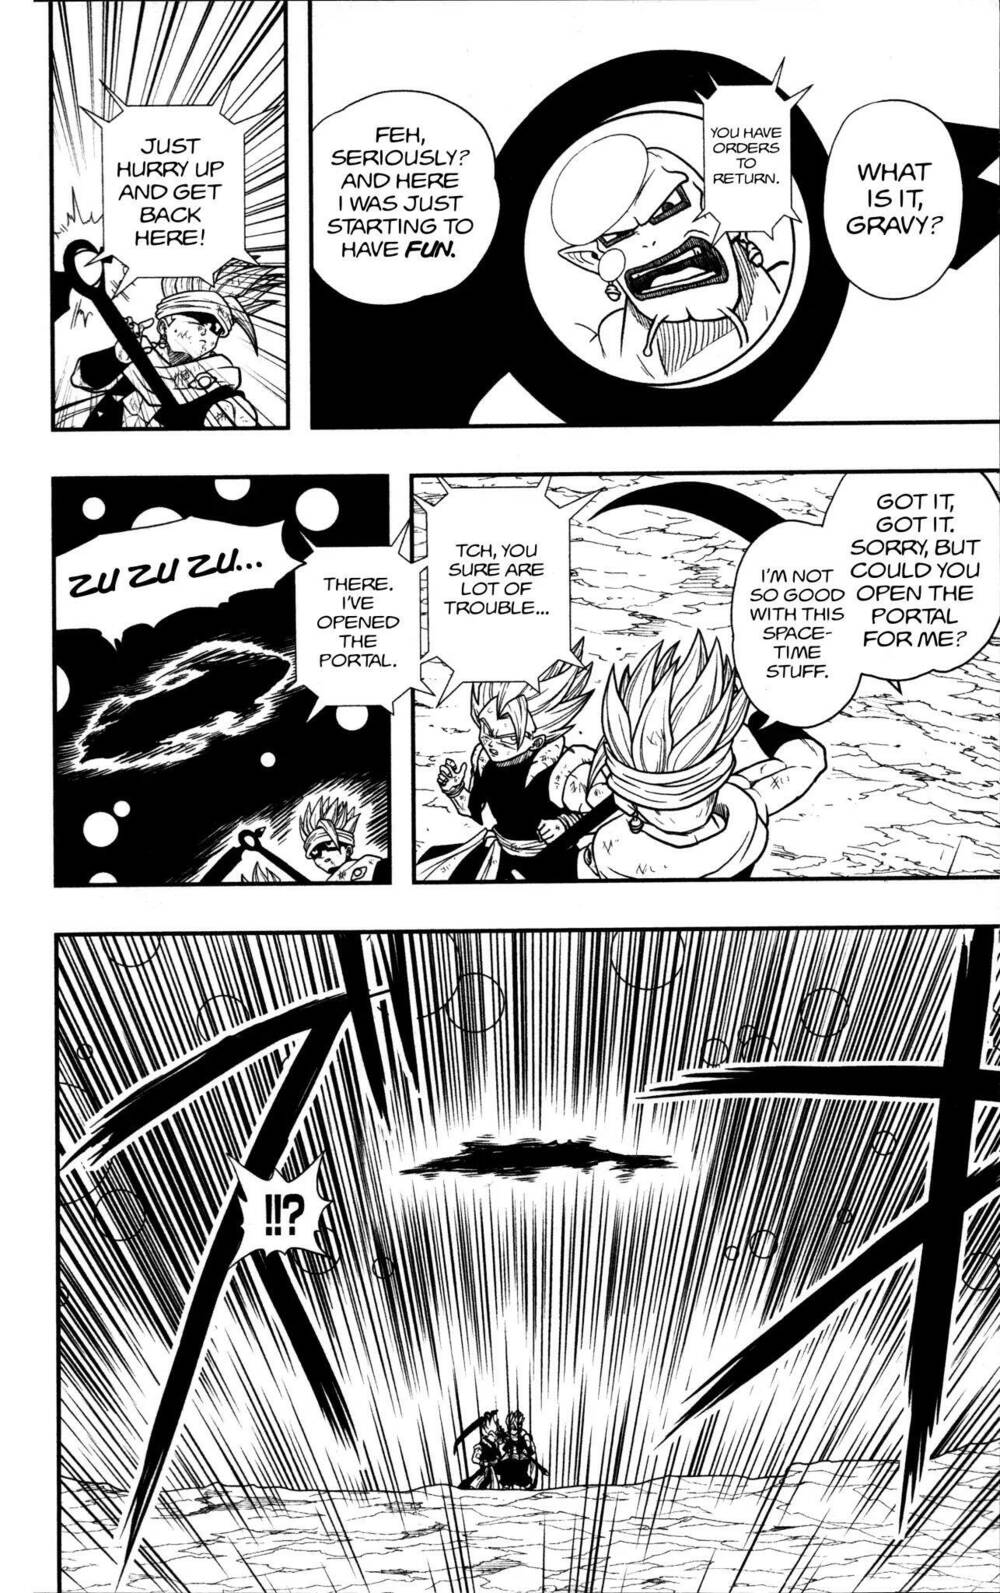 WHAT
IS IT,
GRAVY?
YOU HAVE
ORDERS
TO
RETURN.
FEH,
SERIOUSLY?
AND HERE
I WAS JUST
STARTING TO
HAVE FUN.
JUST
HURRY UP
AND GET
BACK
HERE!
GOT IT,
GOT IT.
SORRY, BUT
COULD YOU
OPEN THE
PORTAL
FOR ME?
I'M NOT
SO GOOD
WITH THIS
SPACE-
TIME
STUFF.
TCH, YOU
SURE ARE
LOT OF
TROUBLE...
THERE.
I'VE
OPENED
THE
PORTAL.
ZU ZU ZU...
!!?